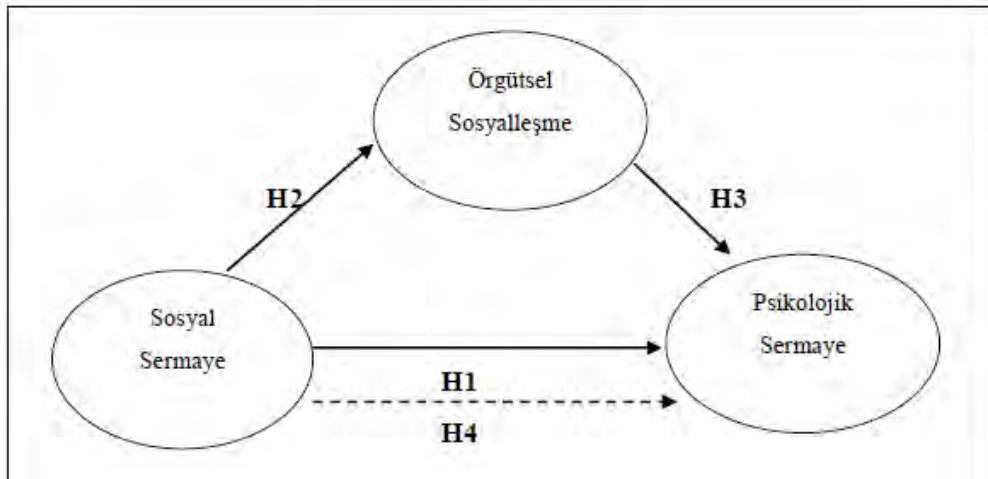 Örgütsel
Sosyalleşme
H2
H3
Sosyal
Sermaye
Psikolojik
Sermaye
H1
H4